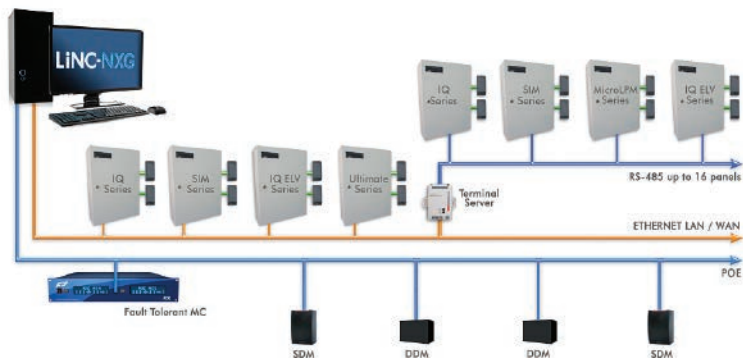 LiNC-NXG
IQ
Series
SIM
Series
MicroLPM
Series
IQ ELV
Series
RS-485 up to 16 panels
IQ
Series
SIM
Series
IQ ELV
Series
Ultimate
Series
Terminal
Server
ETHERNET LAN / WAN
POE
Fault Tolerant MC
SDM
DDM
DDM
SDM